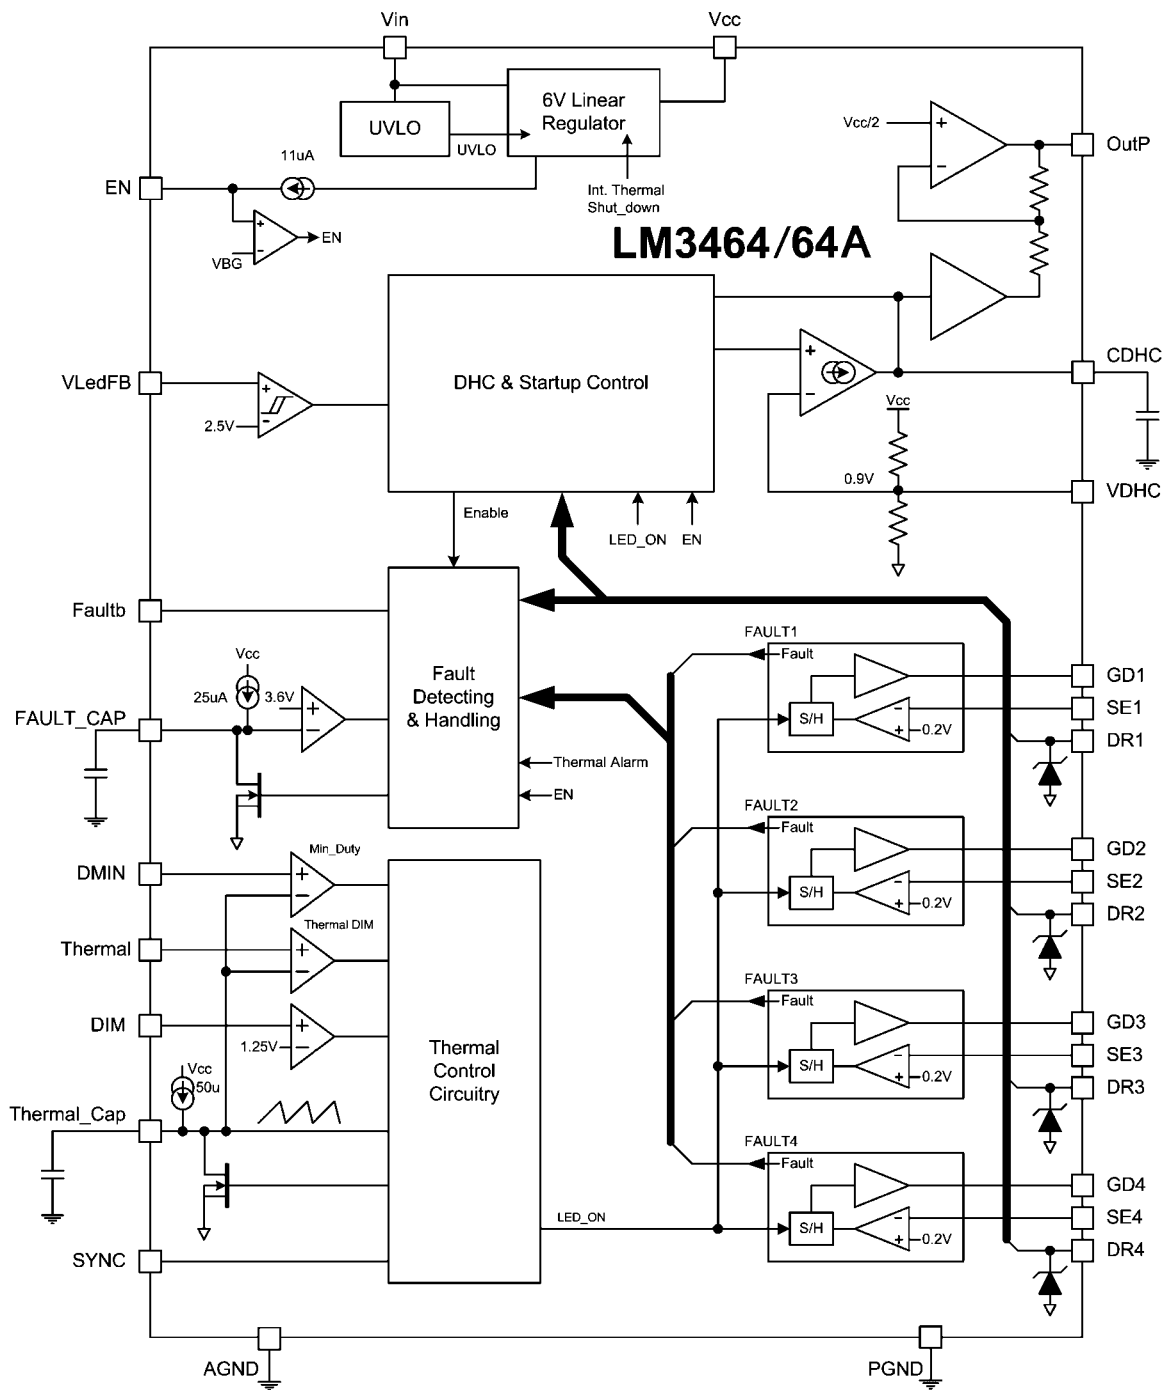 Vin
Vcc
6V Linear
Regulator
UVLO
UVLO
Int. Thermal
Shut_down
11uA
EN
EN
VBG
LM3464/64A
Vcc/2
+
−
OutP
VLedFB
+
−
2.5V
DHC & Startup Control
+
−
Vcc
0.9V
CDHC
VDHC
Enable
LED_ON
EN
Faultb
Fault
Detecting
& Handling
Vcc
25uA
3.6V
+
−
FAULT_CAP
Thermal Alarm
EN
FAULT1
Fault
S/H
−
+
0.2V
GD1
SE1
DR1
FAULT2
Fault
S/H
−
+
0.2V
GD2
SE2
DR2
FAULT3
Fault
S/H
−
+
0.2V
GD3
SE3
DR3
FAULT4
Fault
S/H
−
+
0.2V
GD4
SE4
DR4
DMIN
Min_Duty
+
−
Thermal
Thermal DIM
+
−
DIM
+
−
1.25V
Thermal
Control
Circuitry
Vcc
50u
Thermal_Cap
LED_ON
SYNC
AGND
PGND